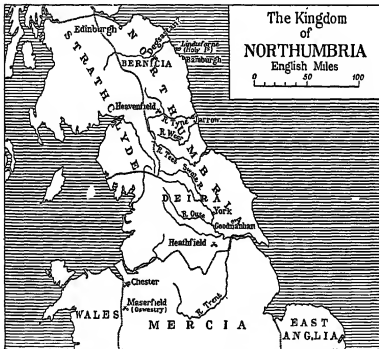 The Kingdom
of
NORTHUMBRIA
English Miles
0 50 100
Edinburgh
Lindisfarne
(Holy I.)
Bamburgh
BERNICIA
NORTHUMBRIA
STRATHCLYDE
Heavenfield
R. Tyne
Jarrow
R. Wear
R. Tees
DEIRA
York
R. Ouse
Goodmanham
Heathfield
Chester
Maserfield
(Oswestry)
WALES
R. Trent
MERCIA
EAST
ANGLIA